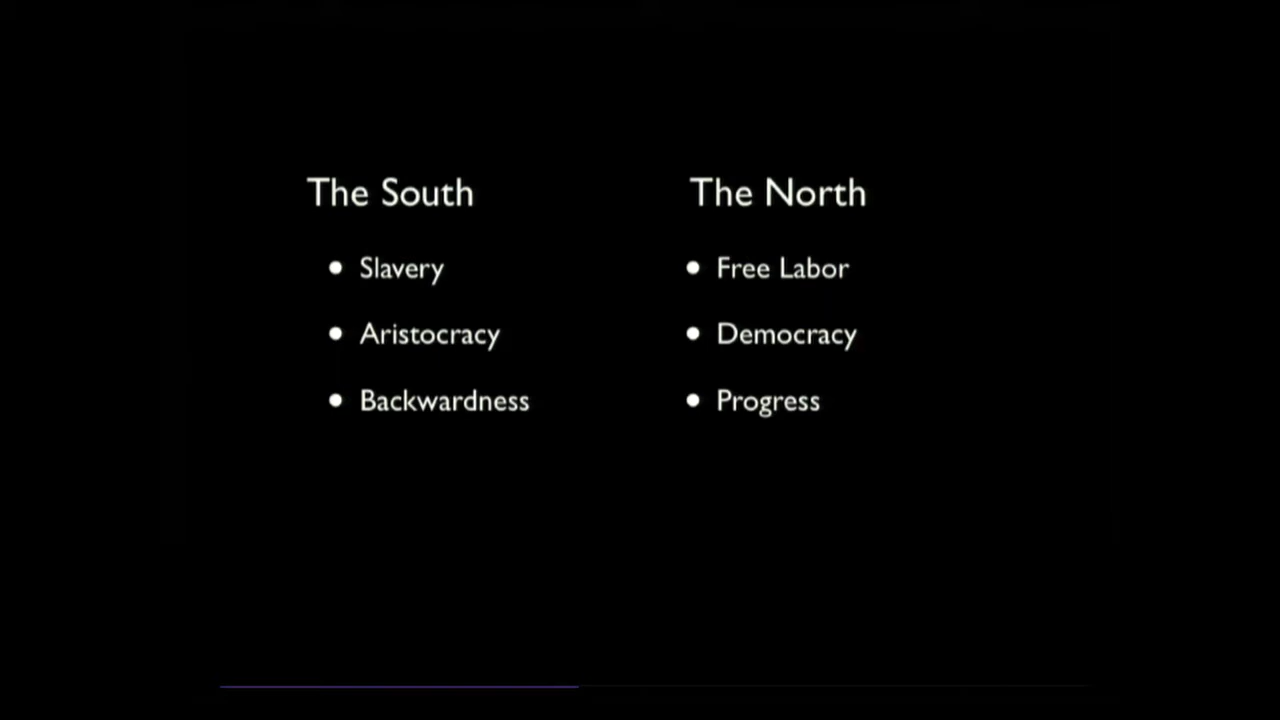 The South
• Slavery
• Aristocracy
• Backwardness
The North
• Free Labor
• Democracy
• Progress